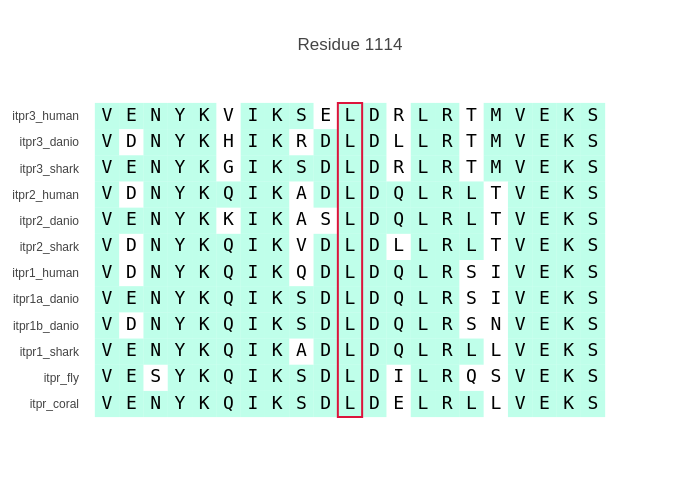 Residue 1114
itpr3_human V E N Y K V I K S E L D R L R T M V E K S
itpr3_danio V D N Y K H I K R D L D L L R T M V E K S
itpr3_shark V E N Y K G I K S D L D R L R T M V E K S
itpr2_human V D N Y K Q I K A D L D Q L R L T V E K S
itpr2_danio V E N Y K K I K A S L D Q L R L T V E K S
itpr2_shark V D N Y K Q I K V D L D L L R L T V E K S
itpr1_human V D N Y K Q I K Q D L D Q L R S I V E K S
itpr1a_danio V E N Y K Q I K S D L D Q L R S I V E K S
itpr1b_danio V D N Y K Q I K S D L D Q L R S N V E K S
itpr1_shark V E N Y K Q I K A D L D Q L R L L V E K S
itpr_fly V E S Y K Q I K S D L D I L R Q S V E K S
itpr_coral V E N Y K Q I K S D L D E L R L L V E K S